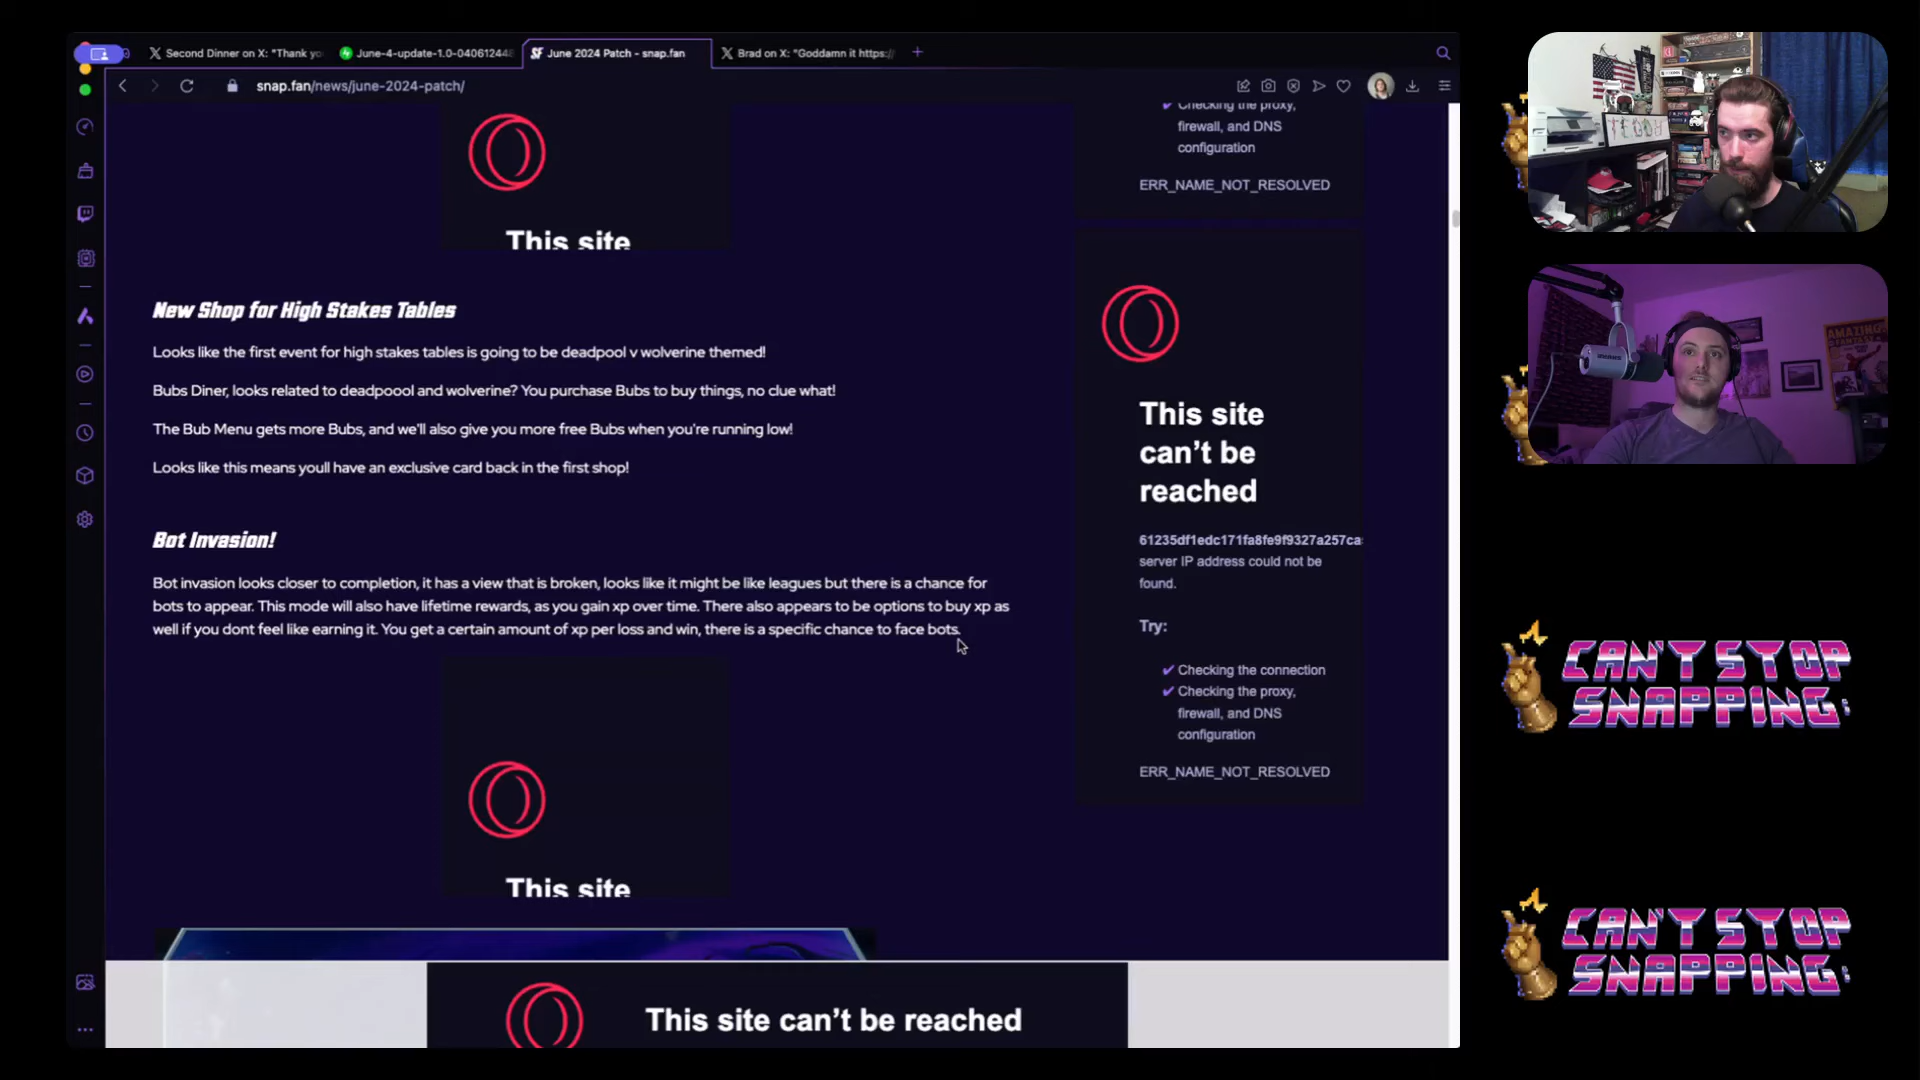 Second Dinner on X: "Thank yo
June-4-update-1.0-040612448
June 2024 Patch - snap.fan
Brad on X: "Goddamn it https:/
snap.fan/news/june-2024-patch/
This site
New Shop for High Stakes Tables
Looks like the first event for high stakes tables is going to be deadpool v wolverine themed!
Bubs Diner, looks related to deadpoool and wolverine? You purchase Bubs to buy things, no clue what!
The Bub Menu gets more Bubs, and we'll also give you more free Bubs when you're running low!
Looks like this means youll have an exclusive card back in the first shop!
Bot Invasion!
Bot invasion looks closer to completion, it has a view that is broken, looks like it might be like leagues but there is a chance for
bots to appear. This mode will also have lifetime rewards, as you gain xp over time. There also appears to be options to buy xp as
well if you dont feel like earning it. You get a certain amount of xp per loss and win, there is a specific chance to face bots.
This site
This site can't be reached
✔ Checking the proxy,
firewall, and DNS
configuration
ERR_NAME_NOT_RESOLVED
This site
can't be
reached
61235df1edc171fa8fe9f9327a257ca
server IP address could not be
found.
Try:
✔ Checking the connection
✔ Checking the proxy,
firewall, and DNS
configuration
ERR_NAME_NOT_RESOLVED
CAN'T STOP
SNAPPING:
CAN'T STOP
SNAPPING: